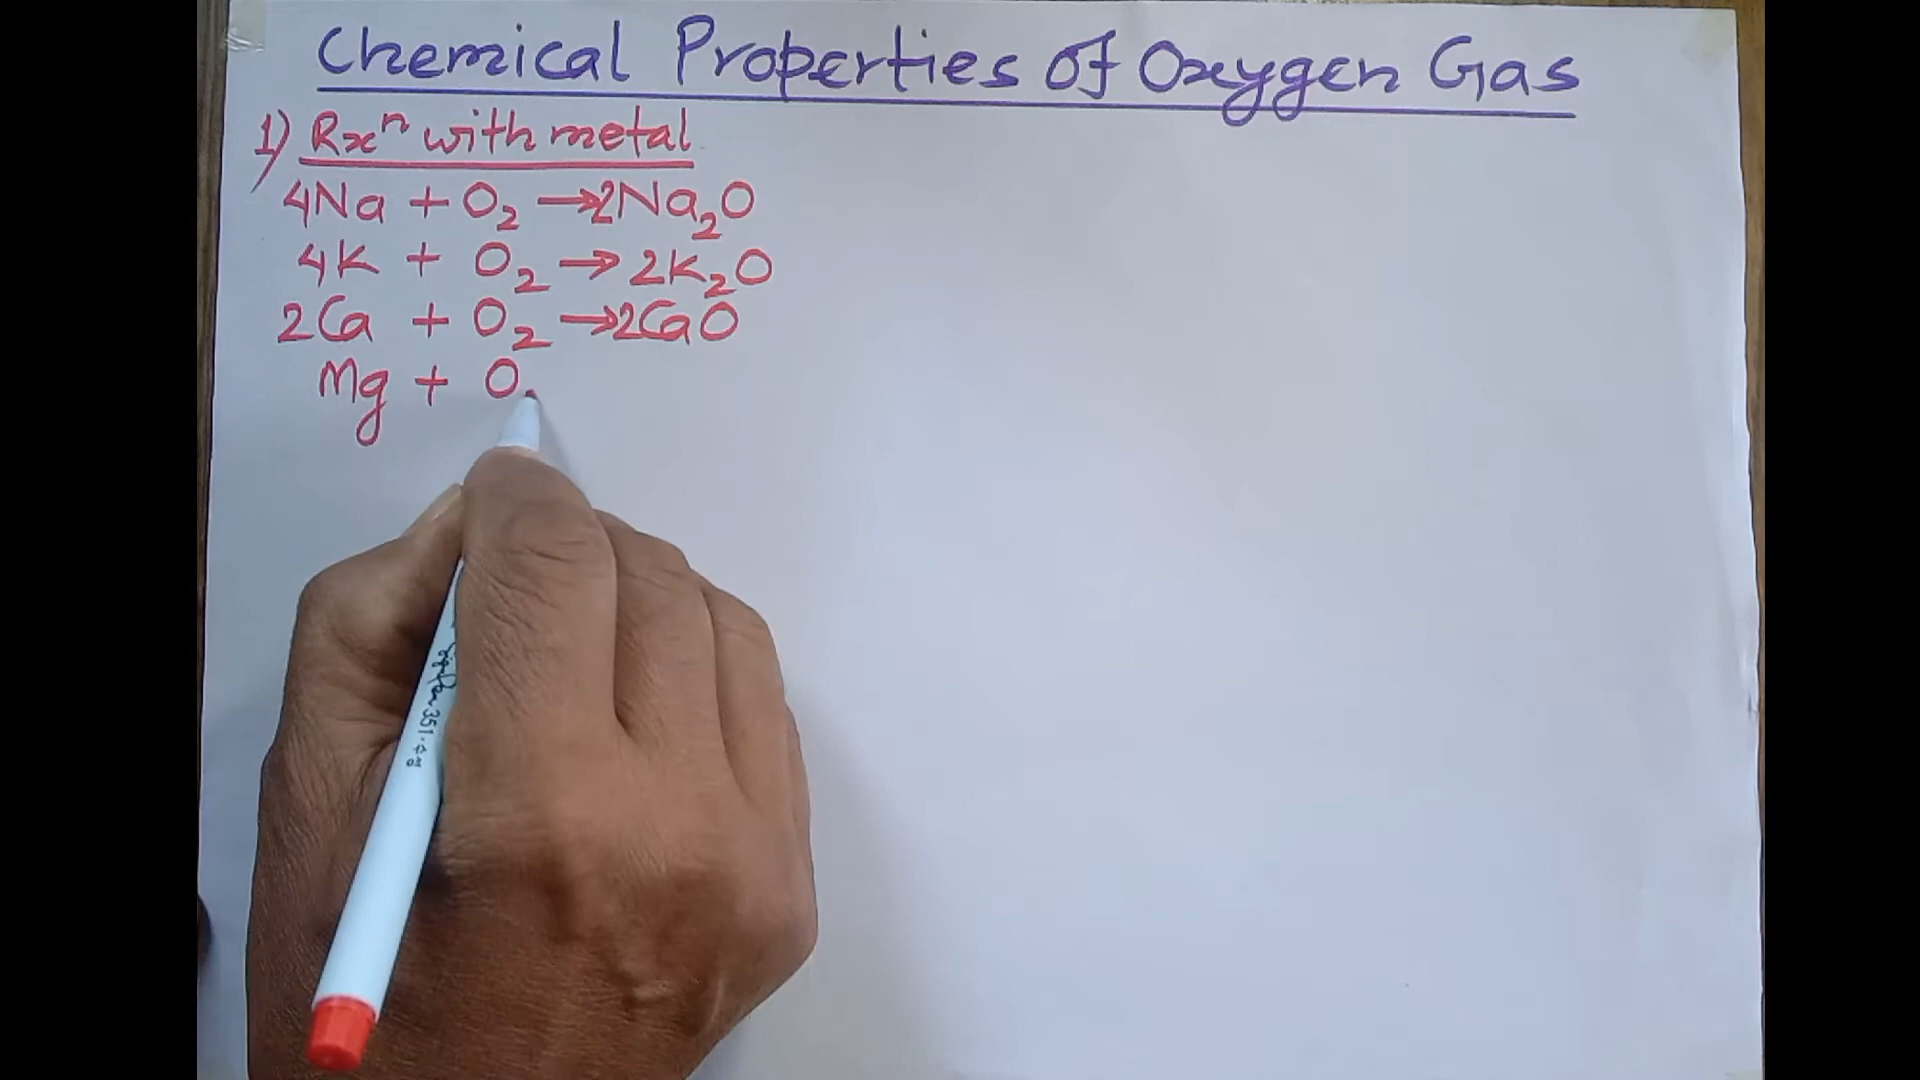 Chemical Properties of Oxygen Gas
1) Rxⁿ with metal
4Na + O₂ → 2Na₂O
4K + O₂ → 2K₂O
2Ca + O₂ → 2CaO
Mg + O